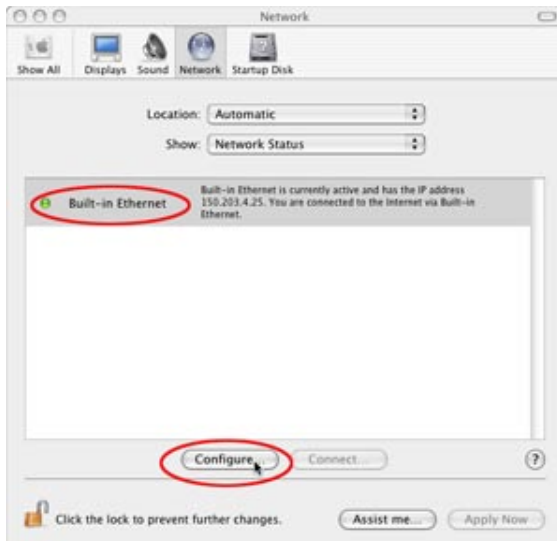 Network
Show All Displays Sound Network Startup Disk
Location: Automatic
Show: Network Status
Built-in Ethernet
Built-in Ethernet is currently active and has the IP address
150.203.4.25. You are connected to the Internet via Built-in
Ethernet.
Configure... Connect... ?
Click the lock to prevent further changes. Assist me... Apply Now